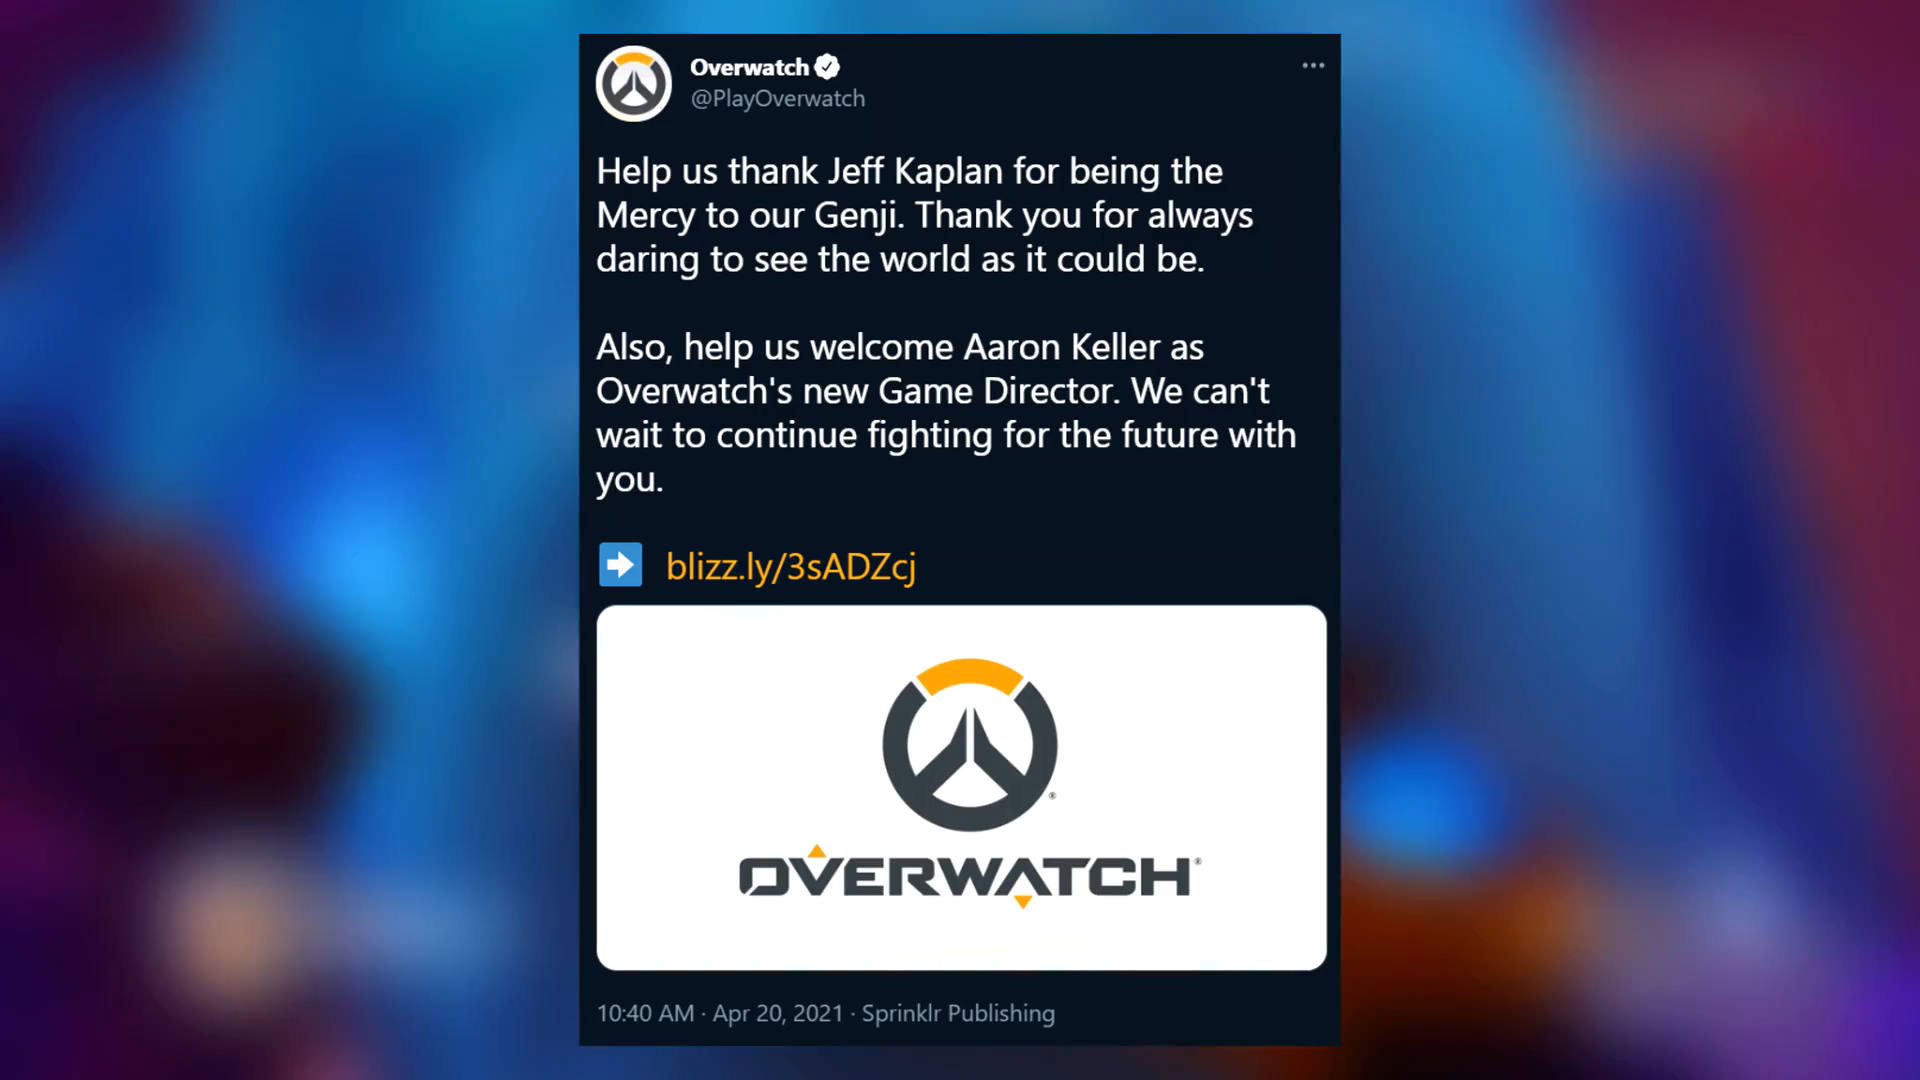 Overwatch
@PlayOverwatch
Help us thank Jeff Kaplan for being the
Mercy to our Genji. Thank you for always
daring to see the world as it could be.
Also, help us welcome Aaron Keller as
Overwatch's new Game Director. We can't
wait to continue fighting for the future with
you.
➡ blizz.ly/3sADZcj
OVERWATCH®
10:40 AM · Apr 20, 2021 · Sprinklr Publishing